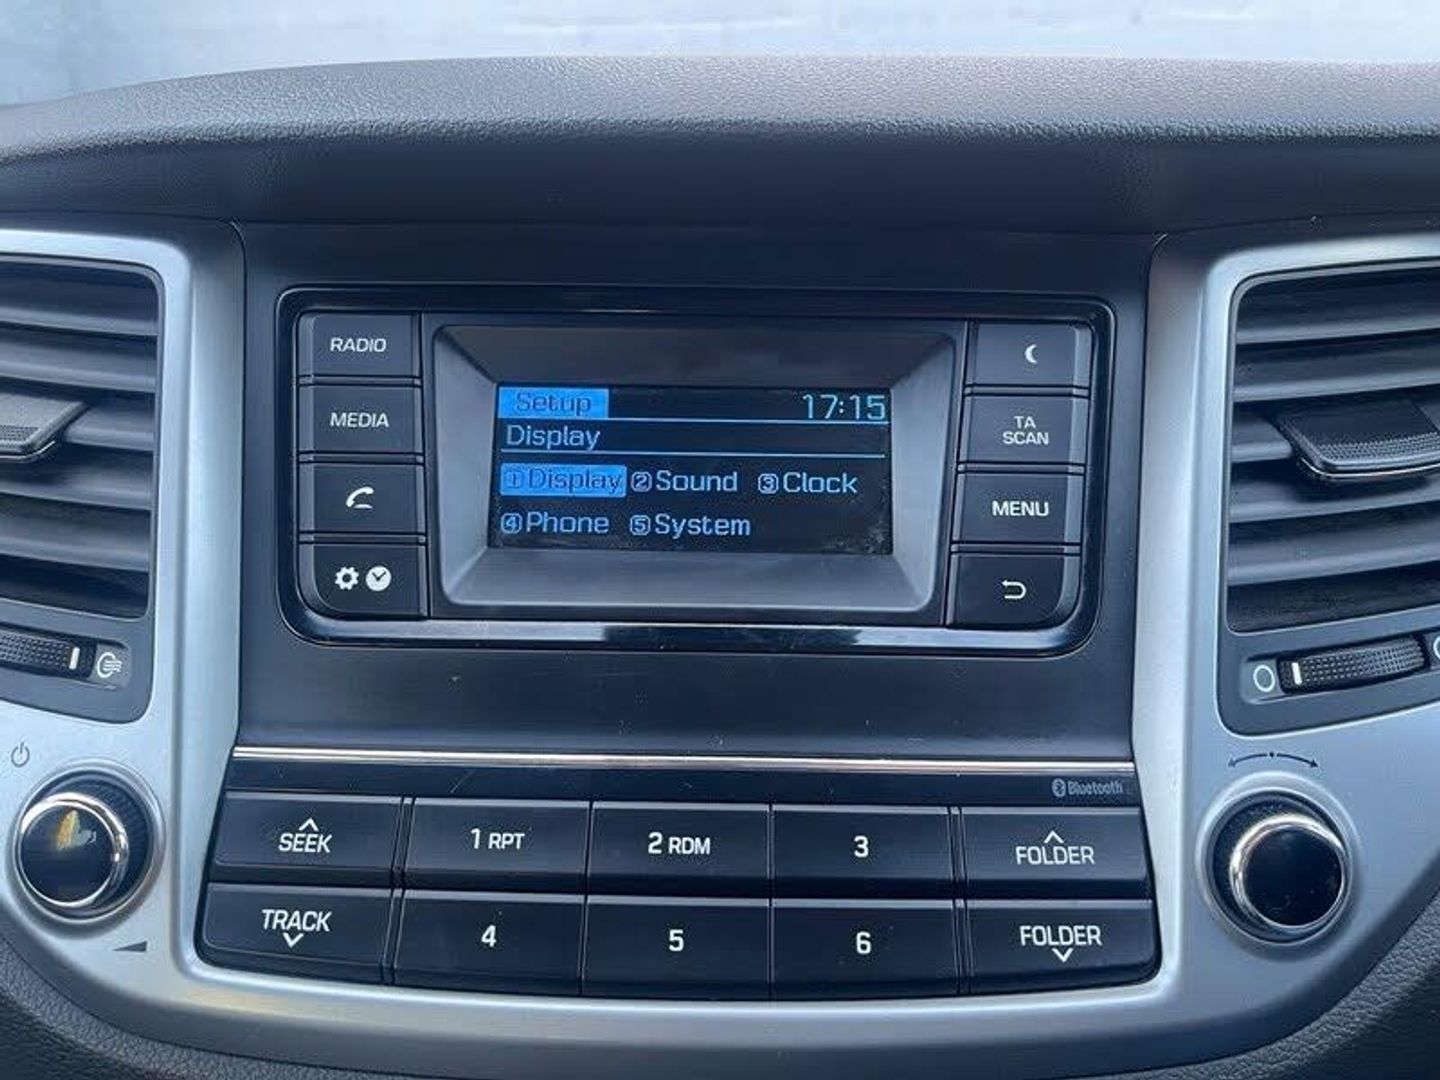 RADIO
MEDIA
Setup 17:15
Display
①Display ②Sound ③Clock
④Phone ⑤System
TA
SCAN
MENU
Bluetooth
SEEK
1 RPT
2 RDM
3
FOLDER
TRACK
4
5
6
FOLDER